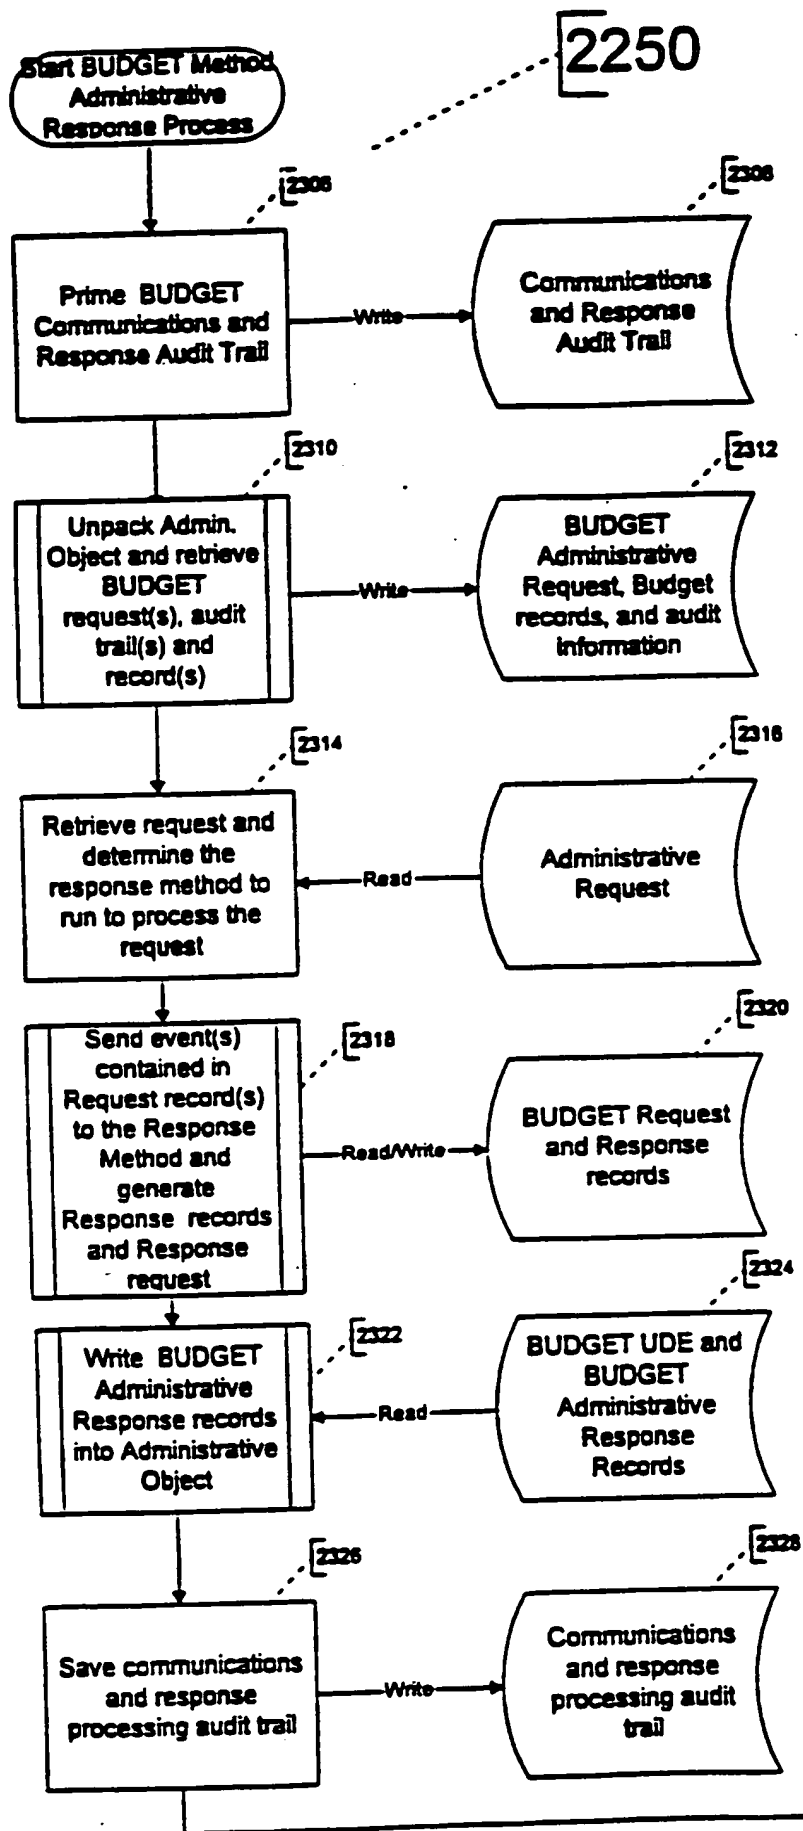 2250
Start BUDGET Method
Administrative
Response Process
2306
2308
Prime BUDGET
Communications and
Response Audit Trail
Write
Communications
and Response
Audit Trail
2310
2312
Unpack Admin.
Object and retrieve
BUDGET
request(s), audit
trail(s) and
record(s)
Write
BUDGET
Administrative
Request, Budget
records, and audit
information
2314
2316
Retrieve request and
determine the
response method to
run to process the
request
Read
Administrative
Request
2318
2320
Send event(s)
contained in
Request record(s)
to the Response
Method and
generate
Response records
and Response
request
Read/Write
BUDGET Request
and Response
records
2322
2324
Write BUDGET
Administrative
Response records
into Administrative
Object
Read
BUDGET UDE and
BUDGET
Administrative
Response
Records
2326
2328
Save communications
and response
processing audit trail
Write
Communications
and response
processing audit
trail